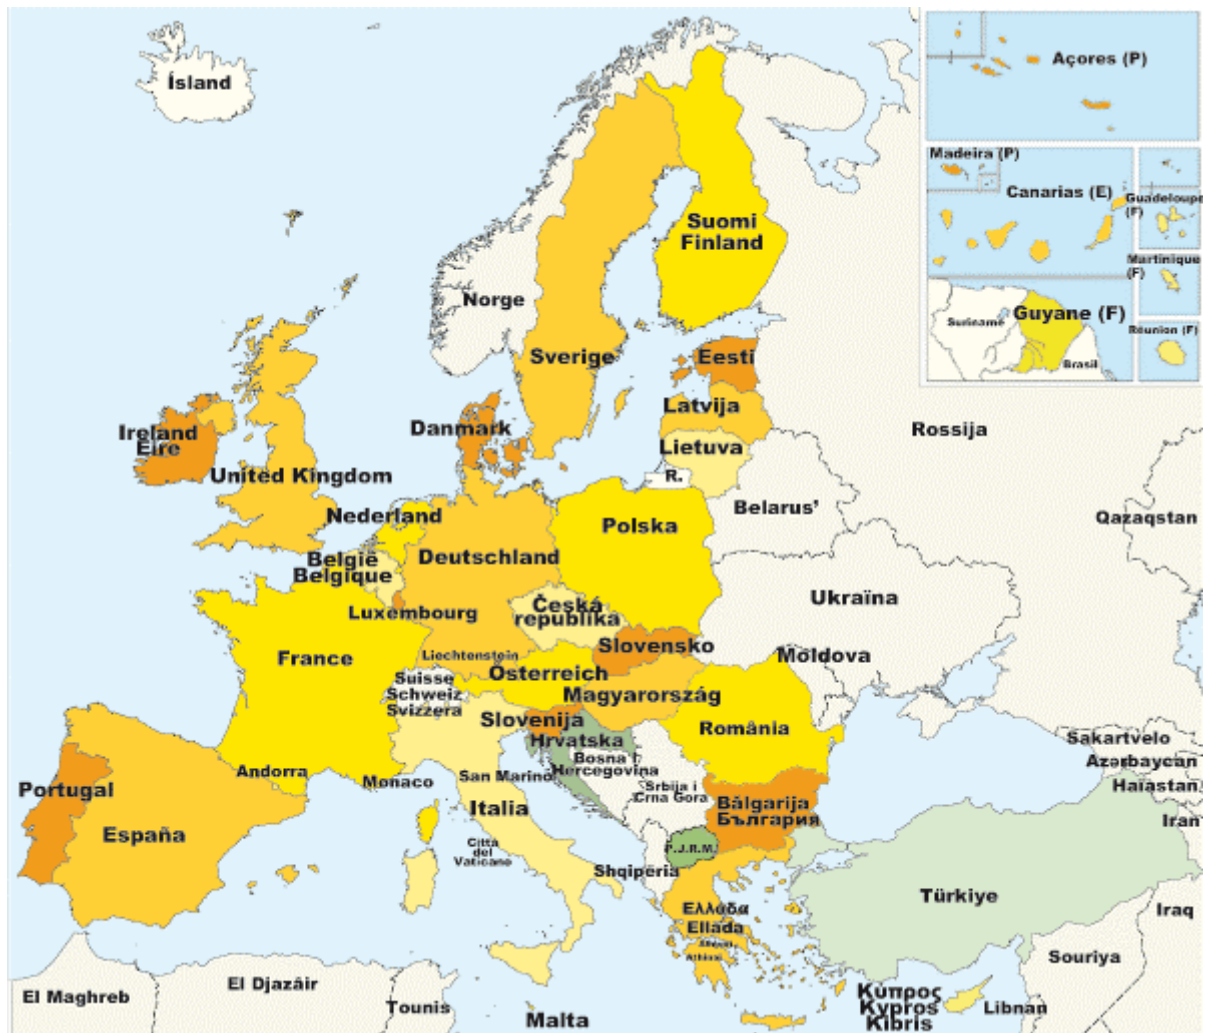 Ísland
Açores (P)
Madeira (P)
Canarias (E)
Guadeloupe
(F)
Martinique
(F)
Suriname
Guyane (F)
Brasil
Réunion (F)
Suomi
Finland
Norge
Sverige
Eesti
Latvija
Lietuva
R.
Danmark
Ireland
Eire
United Kingdom
Rossija
Nederland
Polska
Belarus’
Qazaqstan
België
Belgique
Deutschland
Luxembourg
Česká
republika
Ukraïna
Slovensko
France
Liechtenstein
Österreich
Moldova
Suisse
Schweiz
Svizzera
Magyarország
Slovenija
România
Hrvatska
Bosna i
Hercegovina
Sakartvelo
Azərbaycan
Haïastan
Iran
Andorra
Monaco
San Marino
Srbija i
Crna Gora
Portugal
España
Italia
Bălgarija
България
Città
del
Vaticano
P.J.R.M.
Shqipëria
Türkiye
Ελλάδα
Ellada
Iraq
Souriya
El Maghreb
El Djazâir
Tounis
Malta
Κύπρος
Kypros
Kibris
Libnan